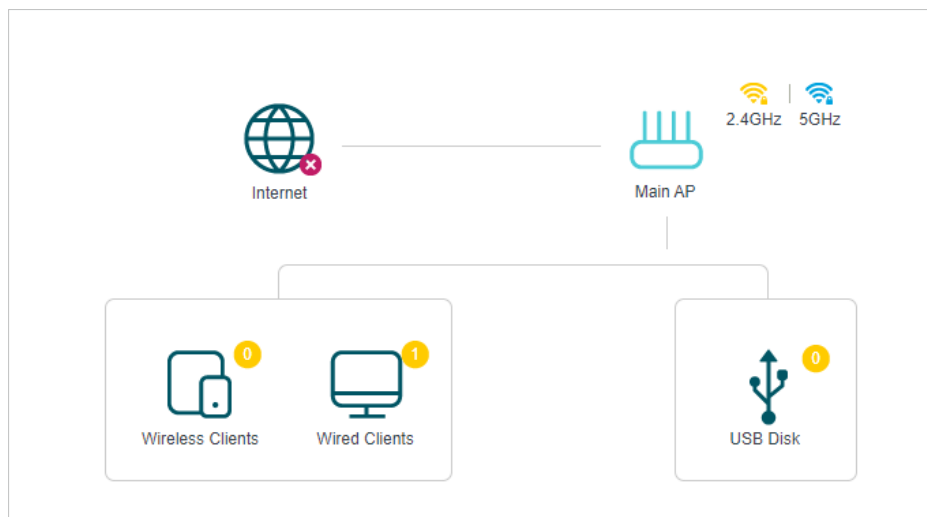 2.4GHz 5GHz
Internet
Main AP
0
1
0
Wireless Clients
Wired Clients
USB Disk